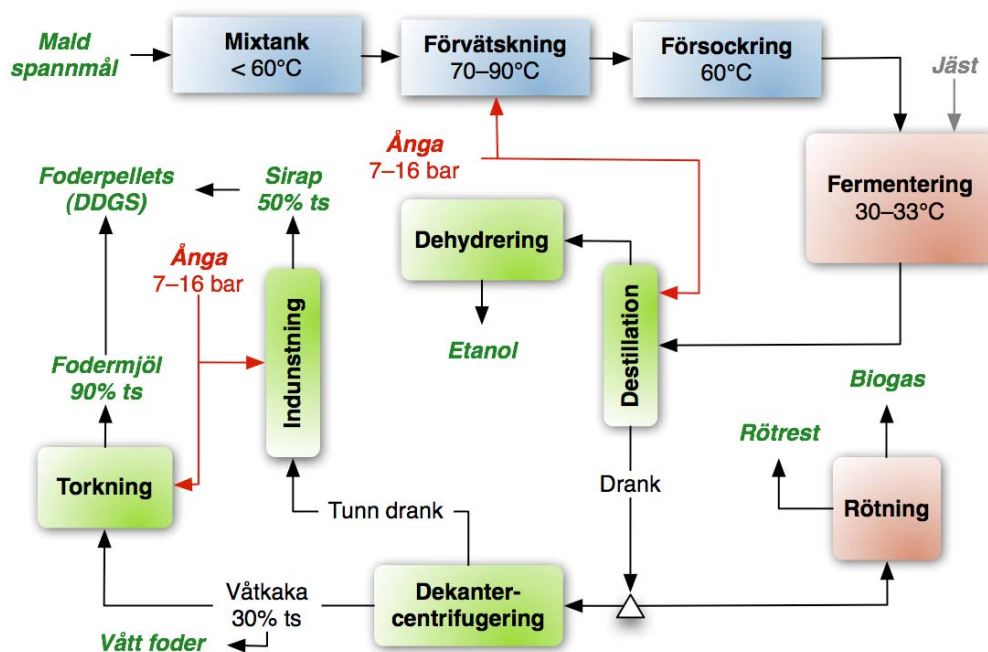 Mald
spannmål
Mixtank
< 60°C
Förvätskning
70–90°C
Försockring
60°C
Jäst
Ånga
7–16 bar
Fermentering
30–33°C
Foderpellets
(DDGS)
Sirap
50% ts
Dehydrering
Ånga
7–16 bar
Indunstning
Destillation
Etanol
Fodermjöl
90% ts
Biogas
Rötrest
Torkning
Drank
Rötning
Tunn drank
Våtkaka
30% ts
Dekanter-
centrifugering
Vått foder